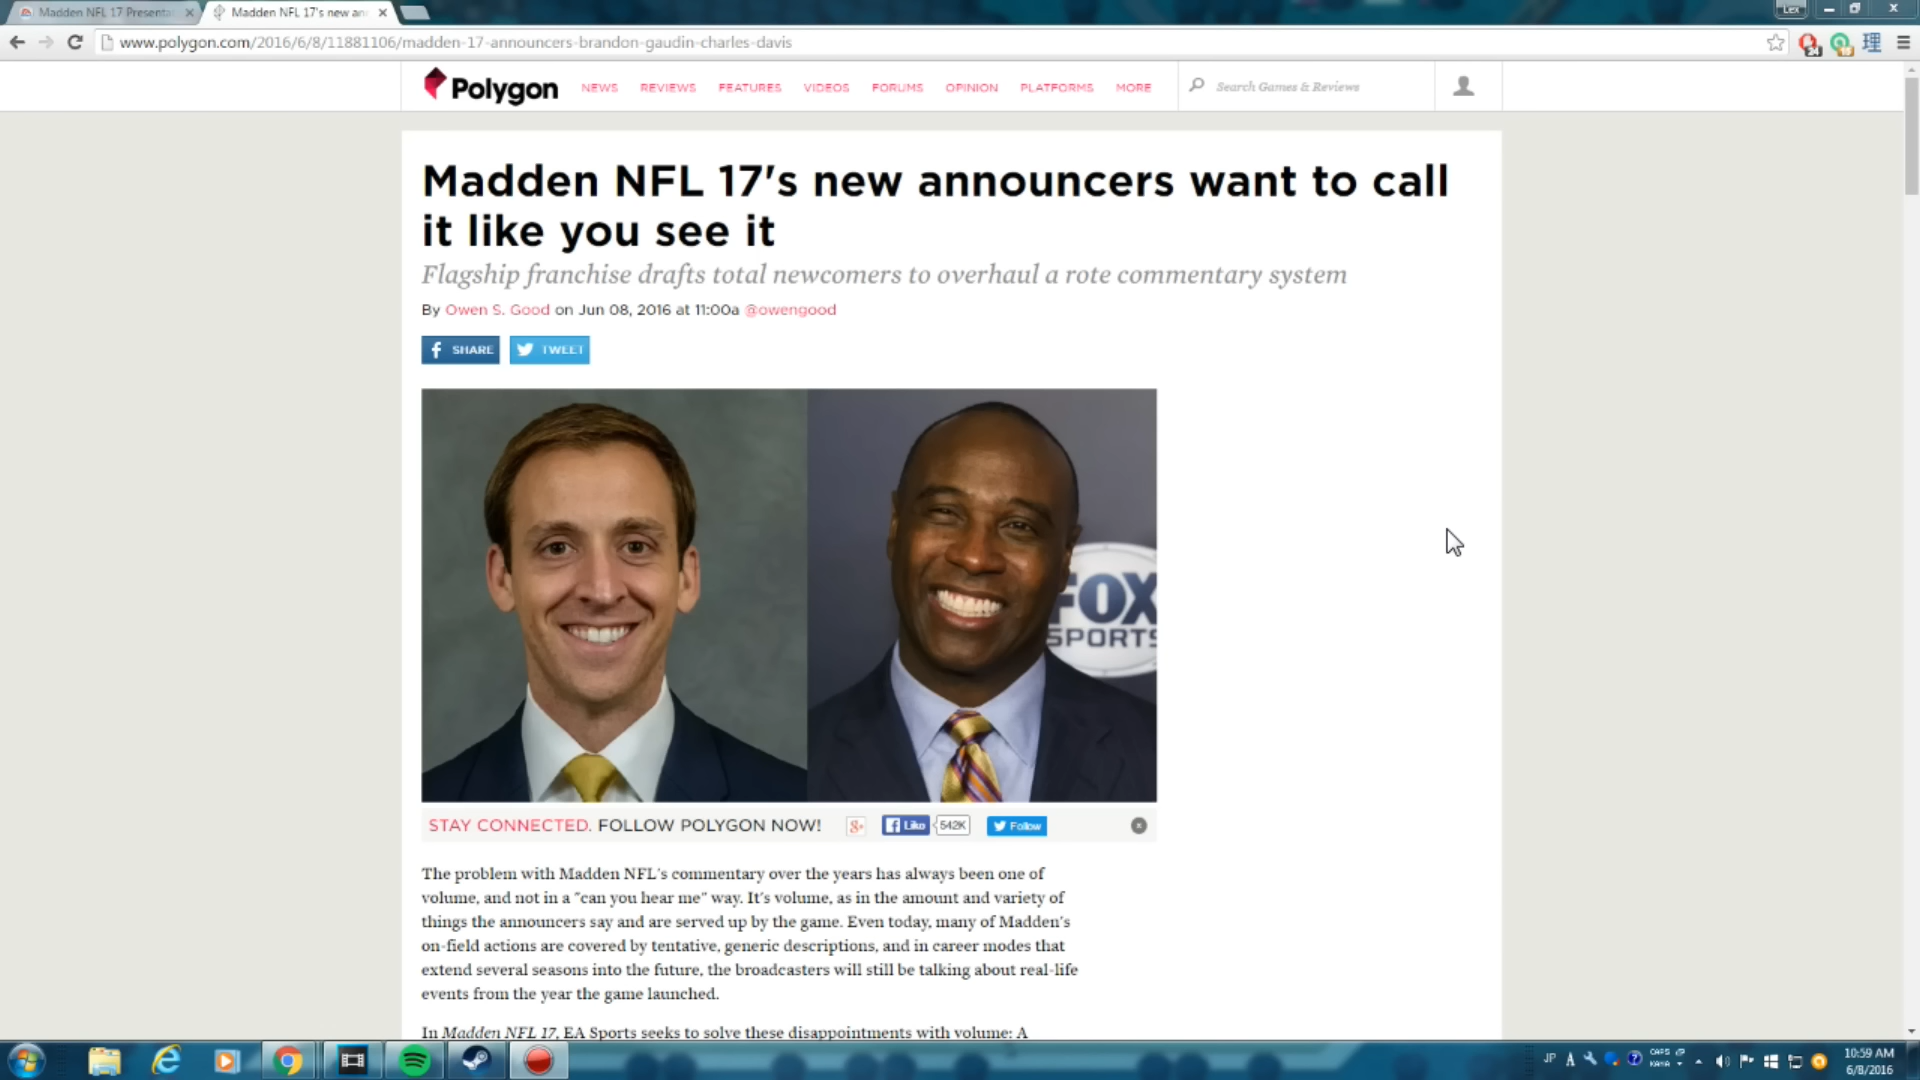 Madden NFL 17 Presenta
Madden NFL 17's new an
Lex
www.polygon.com/2016/6/8/11881106/madden-17-announcers-brandon-gaudin-charles-davis
Polygon
NEWS REVIEWS FEATURES VIDEOS FORUMS OPINION PLATFORMS MORE
Search Games & Reviews
Madden NFL 17's new announcers want to call
it like you see it
Flagship franchise drafts total newcomers to overhaul a rote commentary system
By Owen S. Good on Jun 08, 2016 at 11:00a @owengood
SHARE TWEET
FOX
SPORTS
STAY CONNECTED. FOLLOW POLYGON NOW! Like 542K Follow
The problem with Madden NFL's commentary over the years has always been one of
volume, and not in a "can you hear me" way. It's volume, as in the amount and variety of
things the announcers say and are served up by the game. Even today, many of Madden's
on-field actions are covered by tentative, generic descriptions, and in career modes that
extend several seasons into the future, the broadcasters will still be talking about real-life
events from the year the game launched.
In Madden NFL 17, EA Sports seeks to solve these disappointments with volume: A
JP A CAPS KANA
10:59 AM
6/8/2016